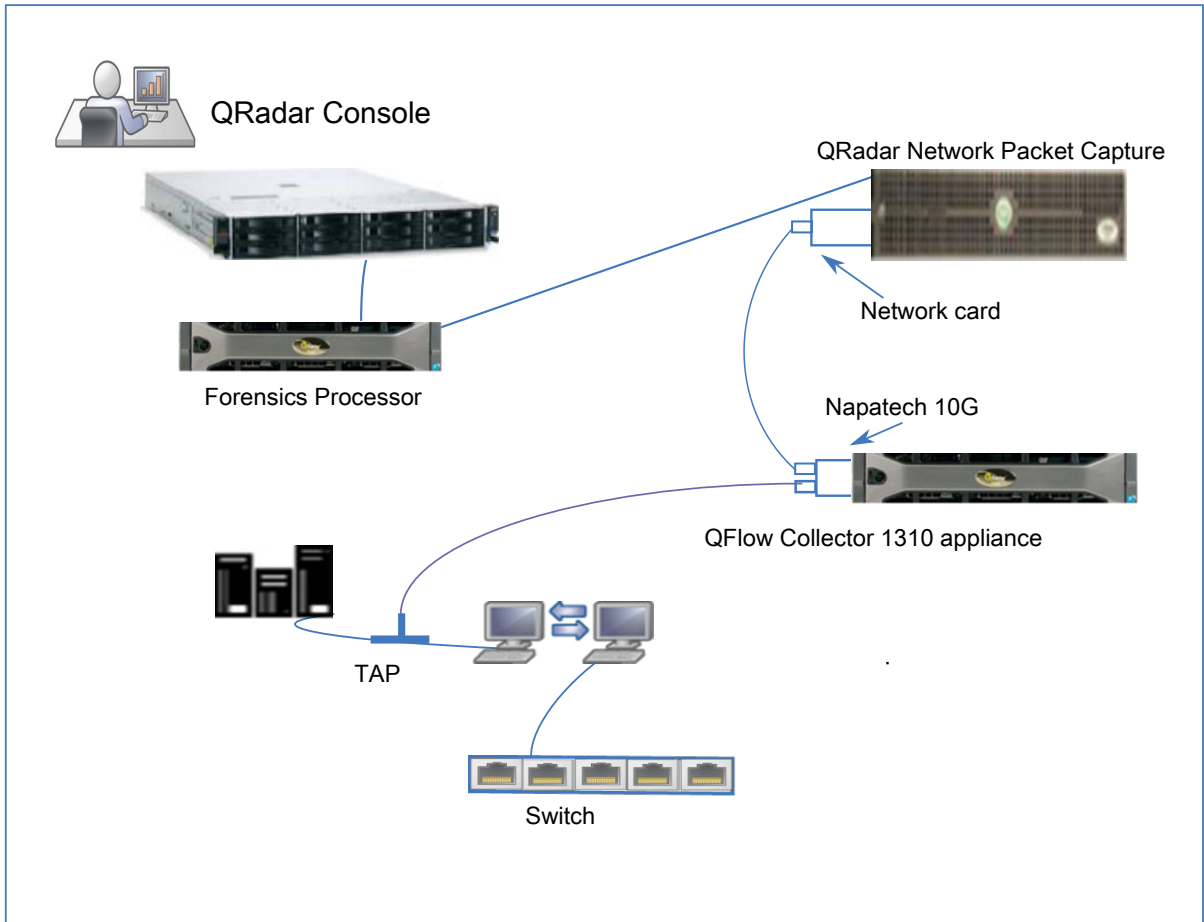 QRadar Console
QRadar Network Packet Capture
Network card
Forensics Processor
Napatech 10G
QFlow Collector 1310 appliance
TAP
.
Switch